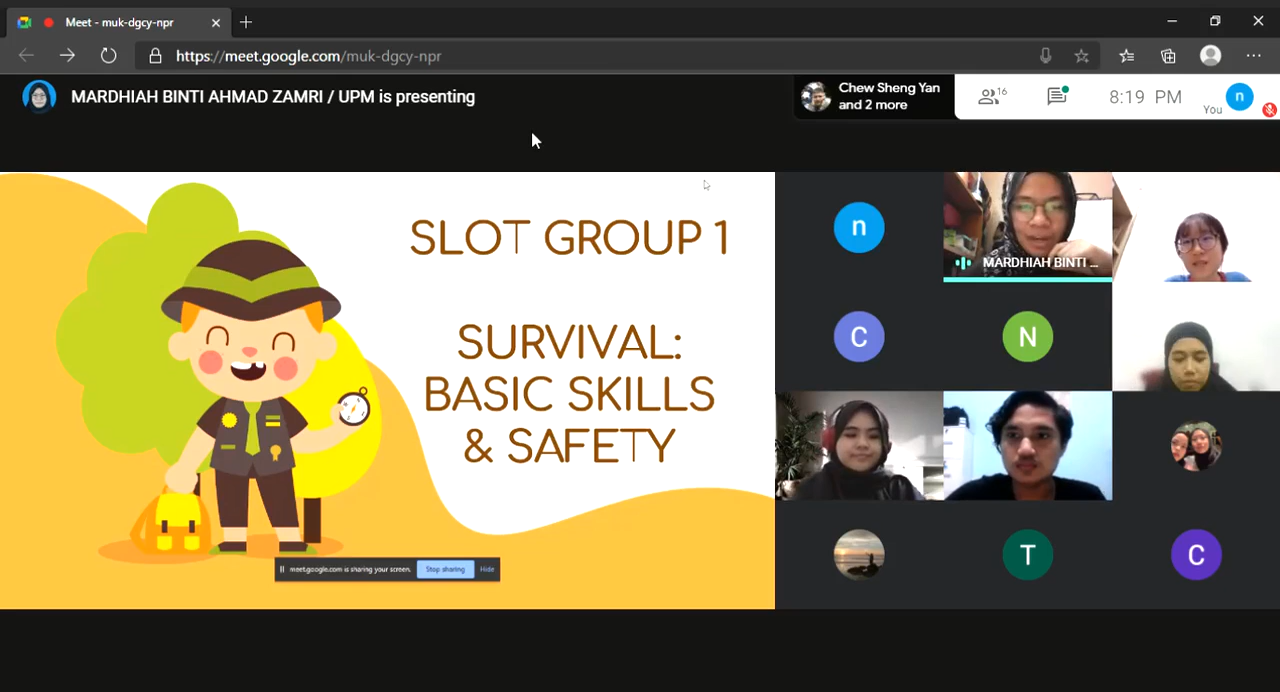 Meet - muk-dgcy-npr
https://meet.google.com/muk-dgcy-npr
MARDHIAH BINTI AHMAD ZAMRI / UPM is presenting
Chew Sheng Yan
and 2 more
16
8:19 PM
You
n
SLOT GROUP 1
SURVIVAL:
BASIC SKILLS
& SAFETY
meet.google.com is sharing your screen. Stop sharing Hide
n
MARDHIAH BINTI ...
C
N
T
C